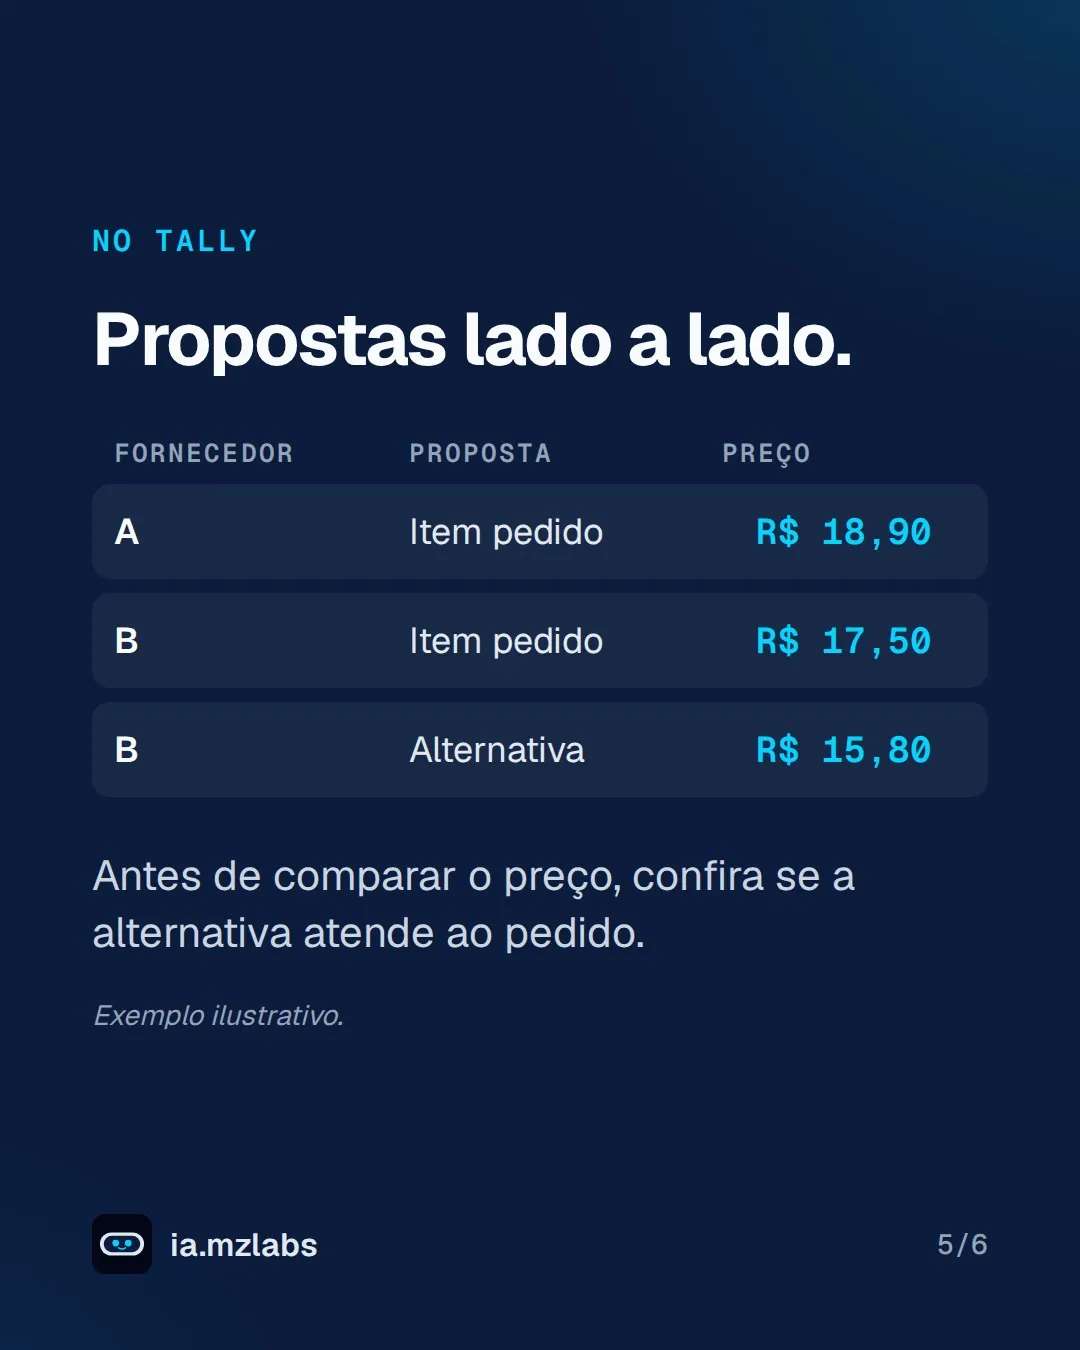 NO TALLY
Propostas lado a lado.
FORNECEDOR PROPOSTA PREÇO
A Item pedido R$ 18,90
B Item pedido R$ 17,50
B Alternativa R$ 15,80
Antes de comparar o preço, confira se a
alternativa atende ao pedido.
Exemplo ilustrativo.
ia.mzlabs 5/6